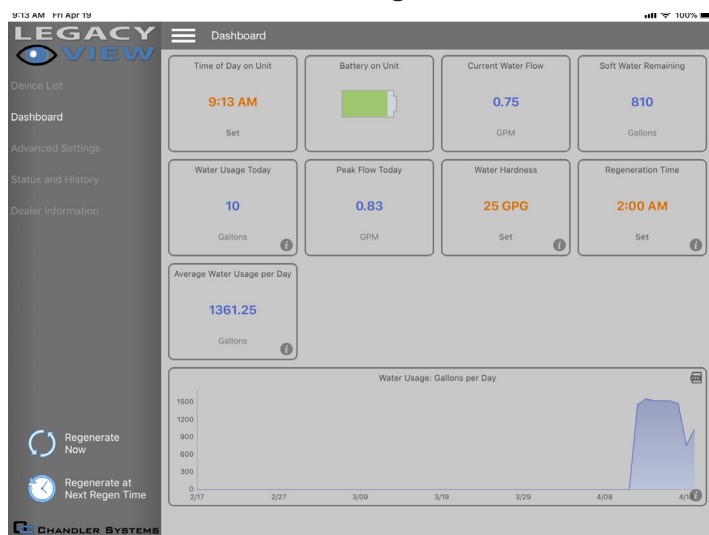 9:13 AM Fri Apr 19
100%
LEGACY
VIEW
Dashboard
Device List
Dashboard
Advanced Settings
Status and History
Dealer Information
Time of Day on Unit
9:13 AM
Set
Battery on Unit
Current Water Flow
0.75
GPM
Soft Water Remaining
810
Gallons
Water Usage Today
10
Gallons
i
Peak Flow Today
0.83
GPM
Water Hardness
25 GPG
Set
i
Regeneration Time
2:00 AM
Set
i
Average Water Usage per Day
1361.25
Gallons
i
Water Usage: Gallons per Day
1500
1200
900
600
300
0
2/17 2/27 3/09 3/19 3/29 4/08
i
Regenerate
Now
Regenerate at
Next Regen Time
CS CHANDLER SYSTEMS